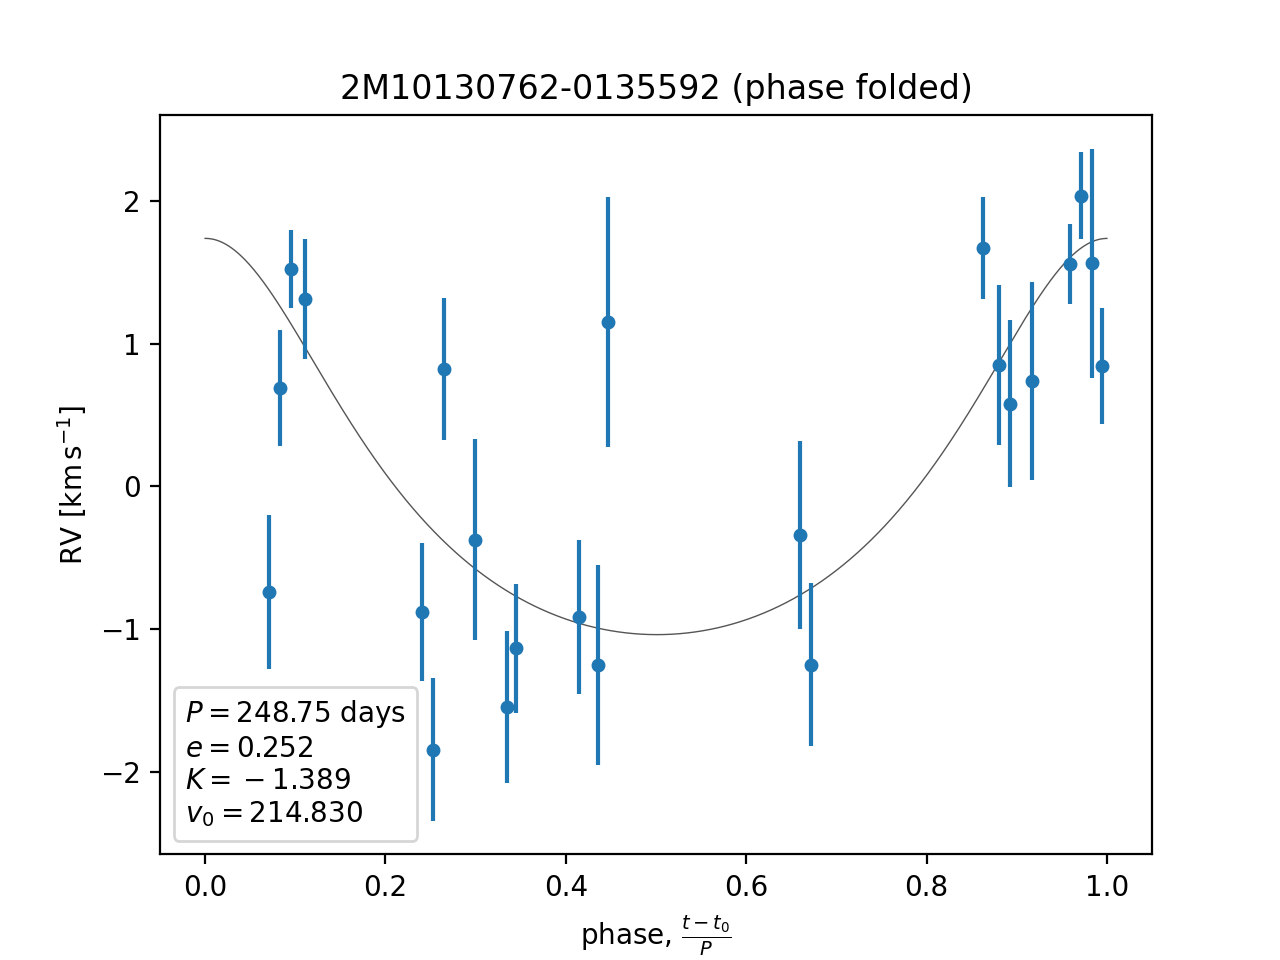 2M10130762-0135592 (phase folded)
RV [km s⁻¹]
2
1
0
−1
−2
P = 248.75 days
e = 0.252
K = −1.389
v₀ = 214.830
0.0 0.2 0.4 0.6 0.8 1.0
phase, (t − t₀)/P